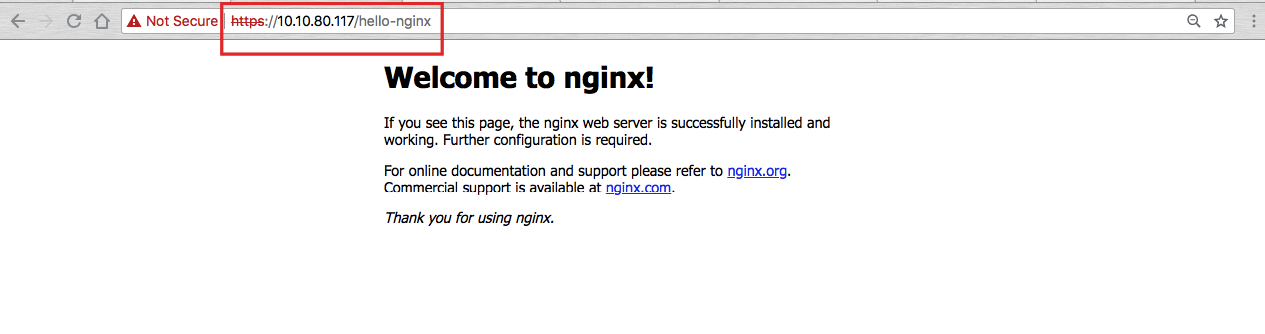 Not Secure https://10.10.80.117/hello-nginx
Welcome to nginx!
If you see this page, the nginx web server is successfully installed and
working. Further configuration is required.
For online documentation and support please refer to nginx.org.
Commercial support is available at nginx.com.
Thank you for using nginx.